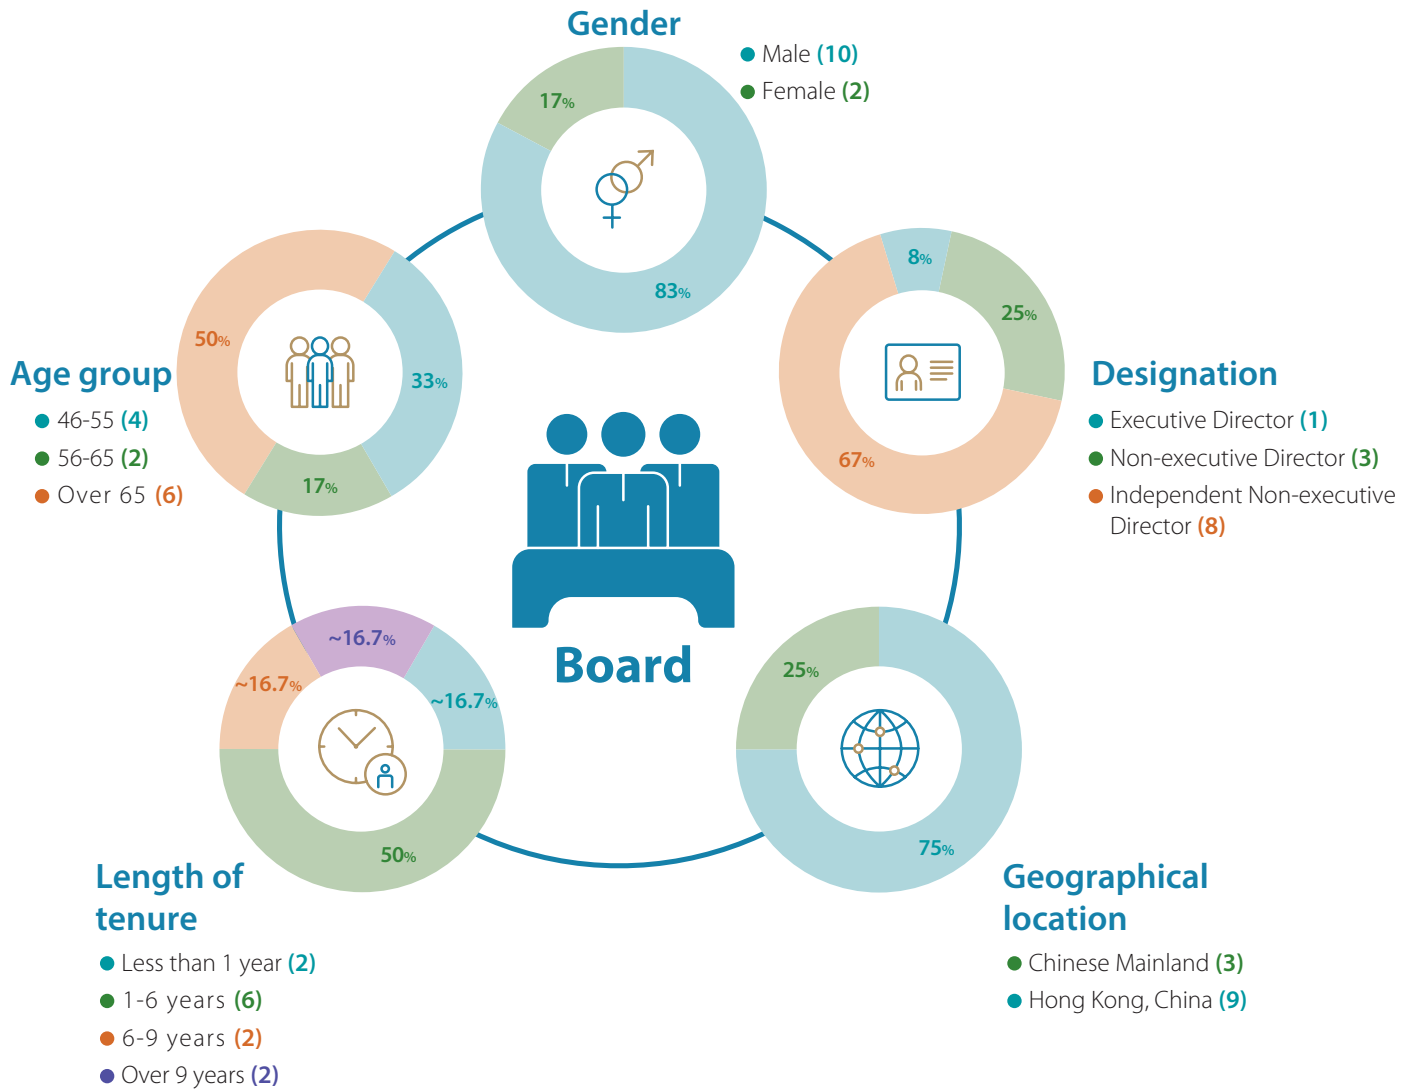 Gender
Male (10)
Female (2)
17%
83%
Age group
46-55 (4)
56-65 (2)
Over 65 (6)
50%
33%
17%
Designation
Executive Director (1)
Non-executive Director (3)
Independent Non-executive
Director (8)
8%
25%
67%
Board
Length of
tenure
Less than 1 year (2)
1-6 years (6)
6-9 years (2)
Over 9 years (2)
~16.7%
~16.7%
~16.7%
50%
Geographical
location
Chinese Mainland (3)
Hong Kong, China (9)
25%
75%